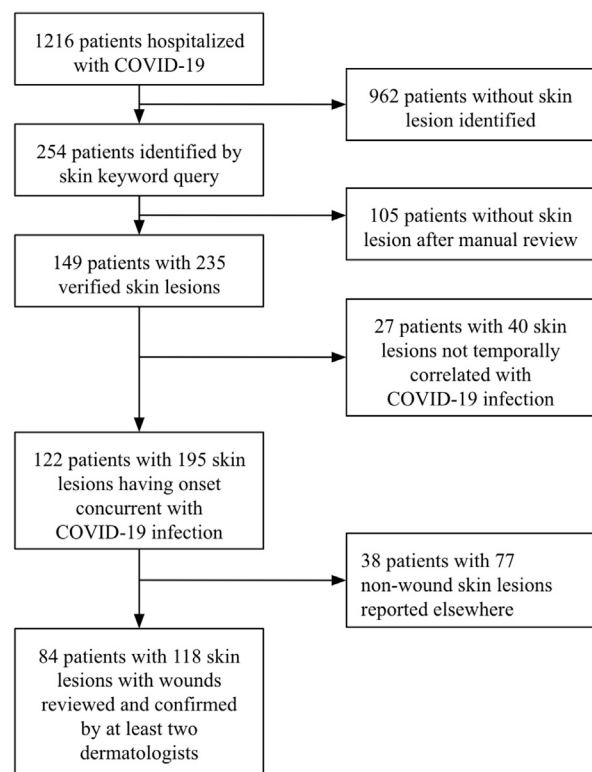 1216 patients hospitalized
with COVID-19
962 patients without skin
lesion identified
254 patients identified by
skin keyword query
105 patients without skin
lesion after manual review
149 patients with 235
verified skin lesions
27 patients with 40 skin
lesions not temporally
correlated with
COVID-19 infection
122 patients with 195 skin
lesions having onset
concurrent with
COVID-19 infection
38 patients with 77
non-wound skin lesions
reported elsewhere
84 patients with 118 skin
lesions with wounds
reviewed and confirmed
by at least two
dermatologists